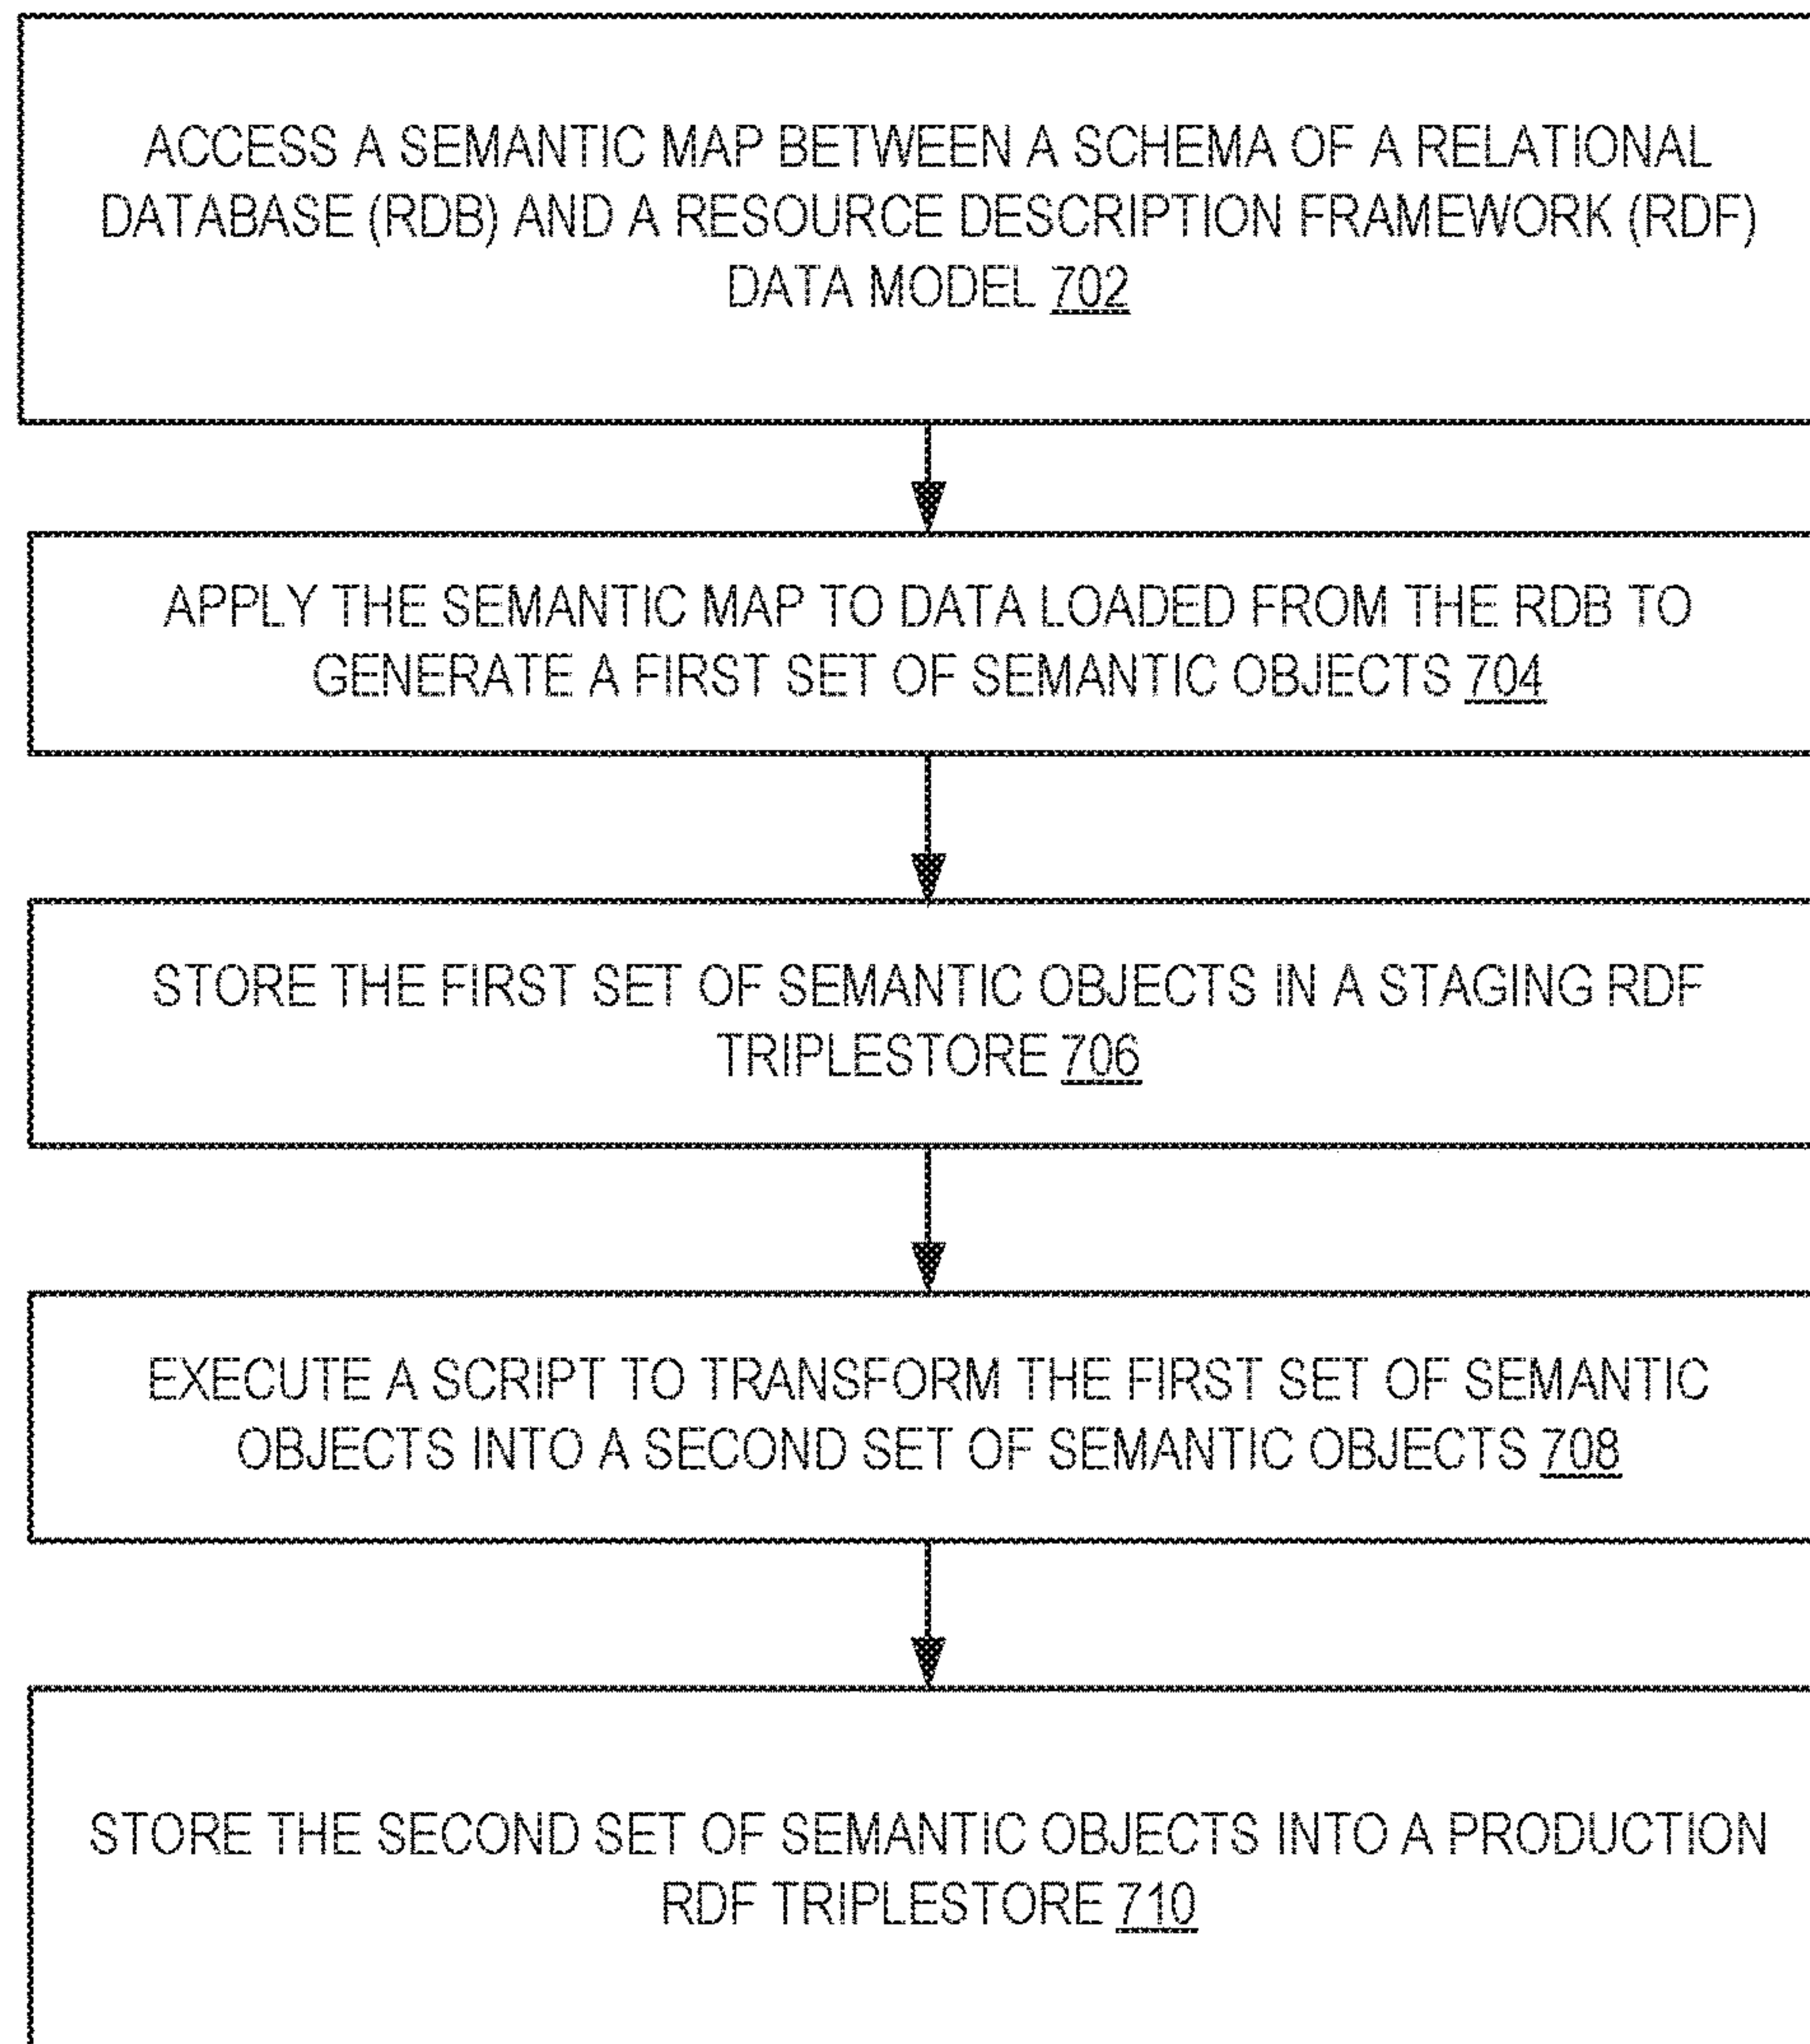 ACCESS A SEMANTIC MAP BETWEEN A SCHEMA OF A RELATIONAL
DATABASE (RDB) AND A RESOURCE DESCRIPTION FRAMEWORK (RDF)
DATA MODEL 702
APPLY THE SEMANTIC MAP TO DATA LOADED FROM THE RDB TO
GENERATE A FIRST SET OF SEMANTIC OBJECTS 704
STORE THE FIRST SET OF SEMANTIC OBJECTS IN A STAGING RDF
TRIPLESTORE 706
EXECUTE A SCRIPT TO TRANSFORM THE FIRST SET OF SEMANTIC
OBJECTS INTO A SECOND SET OF SEMANTIC OBJECTS 708
STORE THE SECOND SET OF SEMANTIC OBJECTS INTO A PRODUCTION
RDF TRIPLESTORE 710